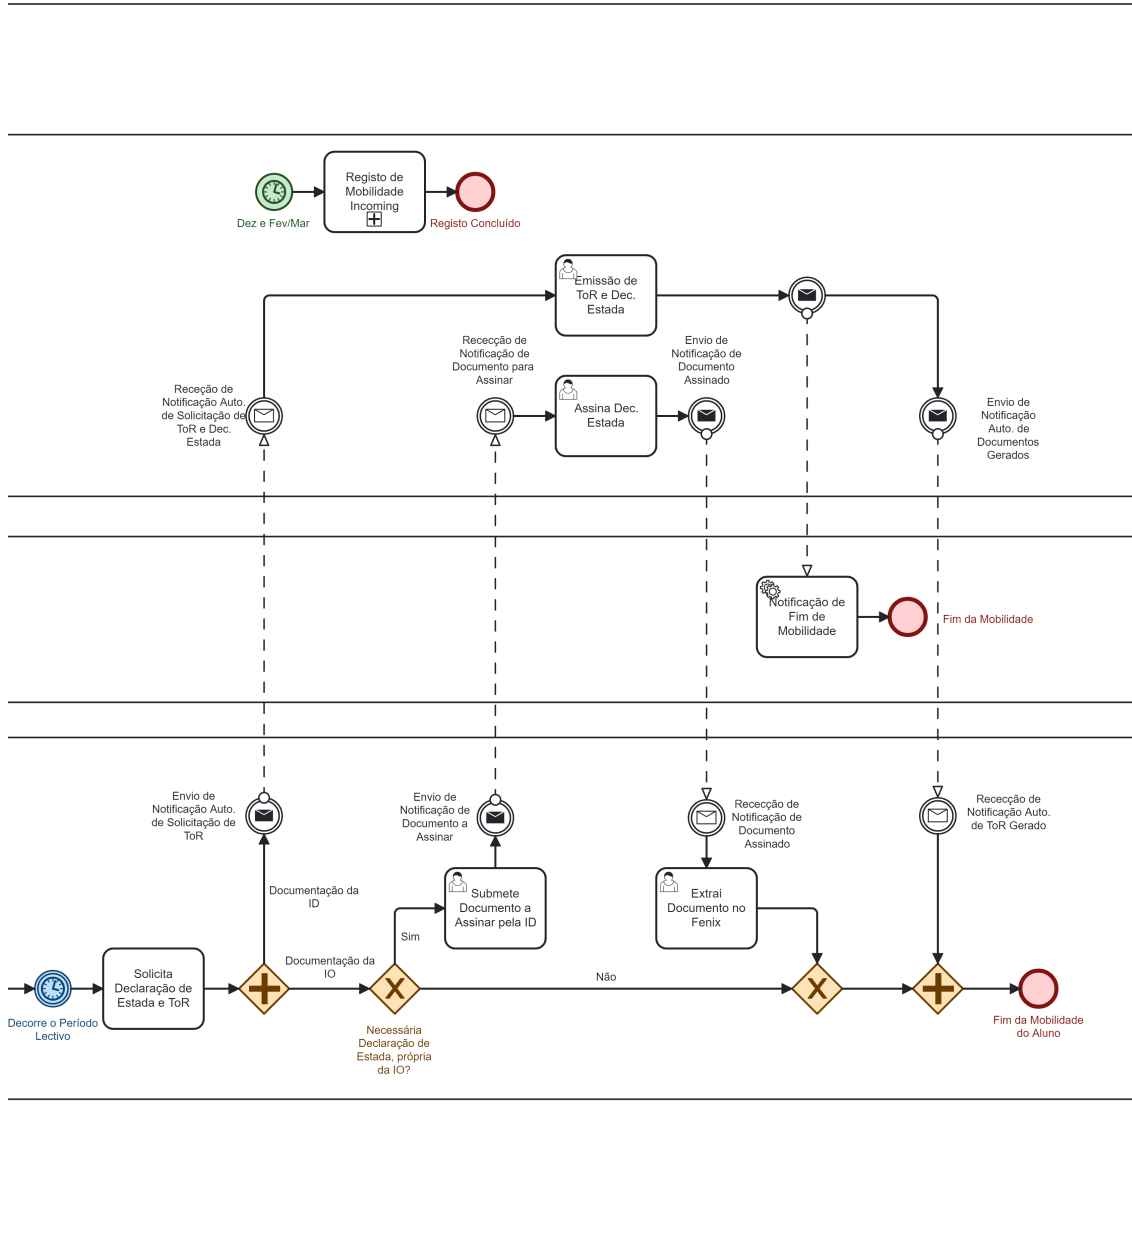 Registo de
Mobilidade
Incoming
Dez e Fev/Mar
Registo Concluído
Emissão de
ToR e Dec.
Estada
Rececção de
Notificação de
Documento para
Assinar
Envio de
Notificação de
Documento
Assinado
Receção de
Notificação Auto.
de Solicitação de
ToR e Dec.
Estada
Assina Dec.
Estada
Envio de
Notificação
Auto. de
Documentos
Gerados
Notificação de
Fim de
Mobilidade
Fim da Mobilidade
Envio de
Notificação Auto.
de Solicitação de
ToR
Envio de
Notificação de
Documento a
Assinar
Rececção de
Notificação de
Documento
Assinado
Rececção de
Notificação Auto.
de ToR Gerado
Documentação da
ID
Submete
Documento a
Assinar pela ID
Extrai
Documento no
Fenix
Sim
Documentação da
IO
Não
Solicita
Declaração de
Estada e ToR
Decorre o Período
Lectivo
Necessária
Declaração de
Estada, própria
da IO?
Fim da Mobilidade
do Aluno